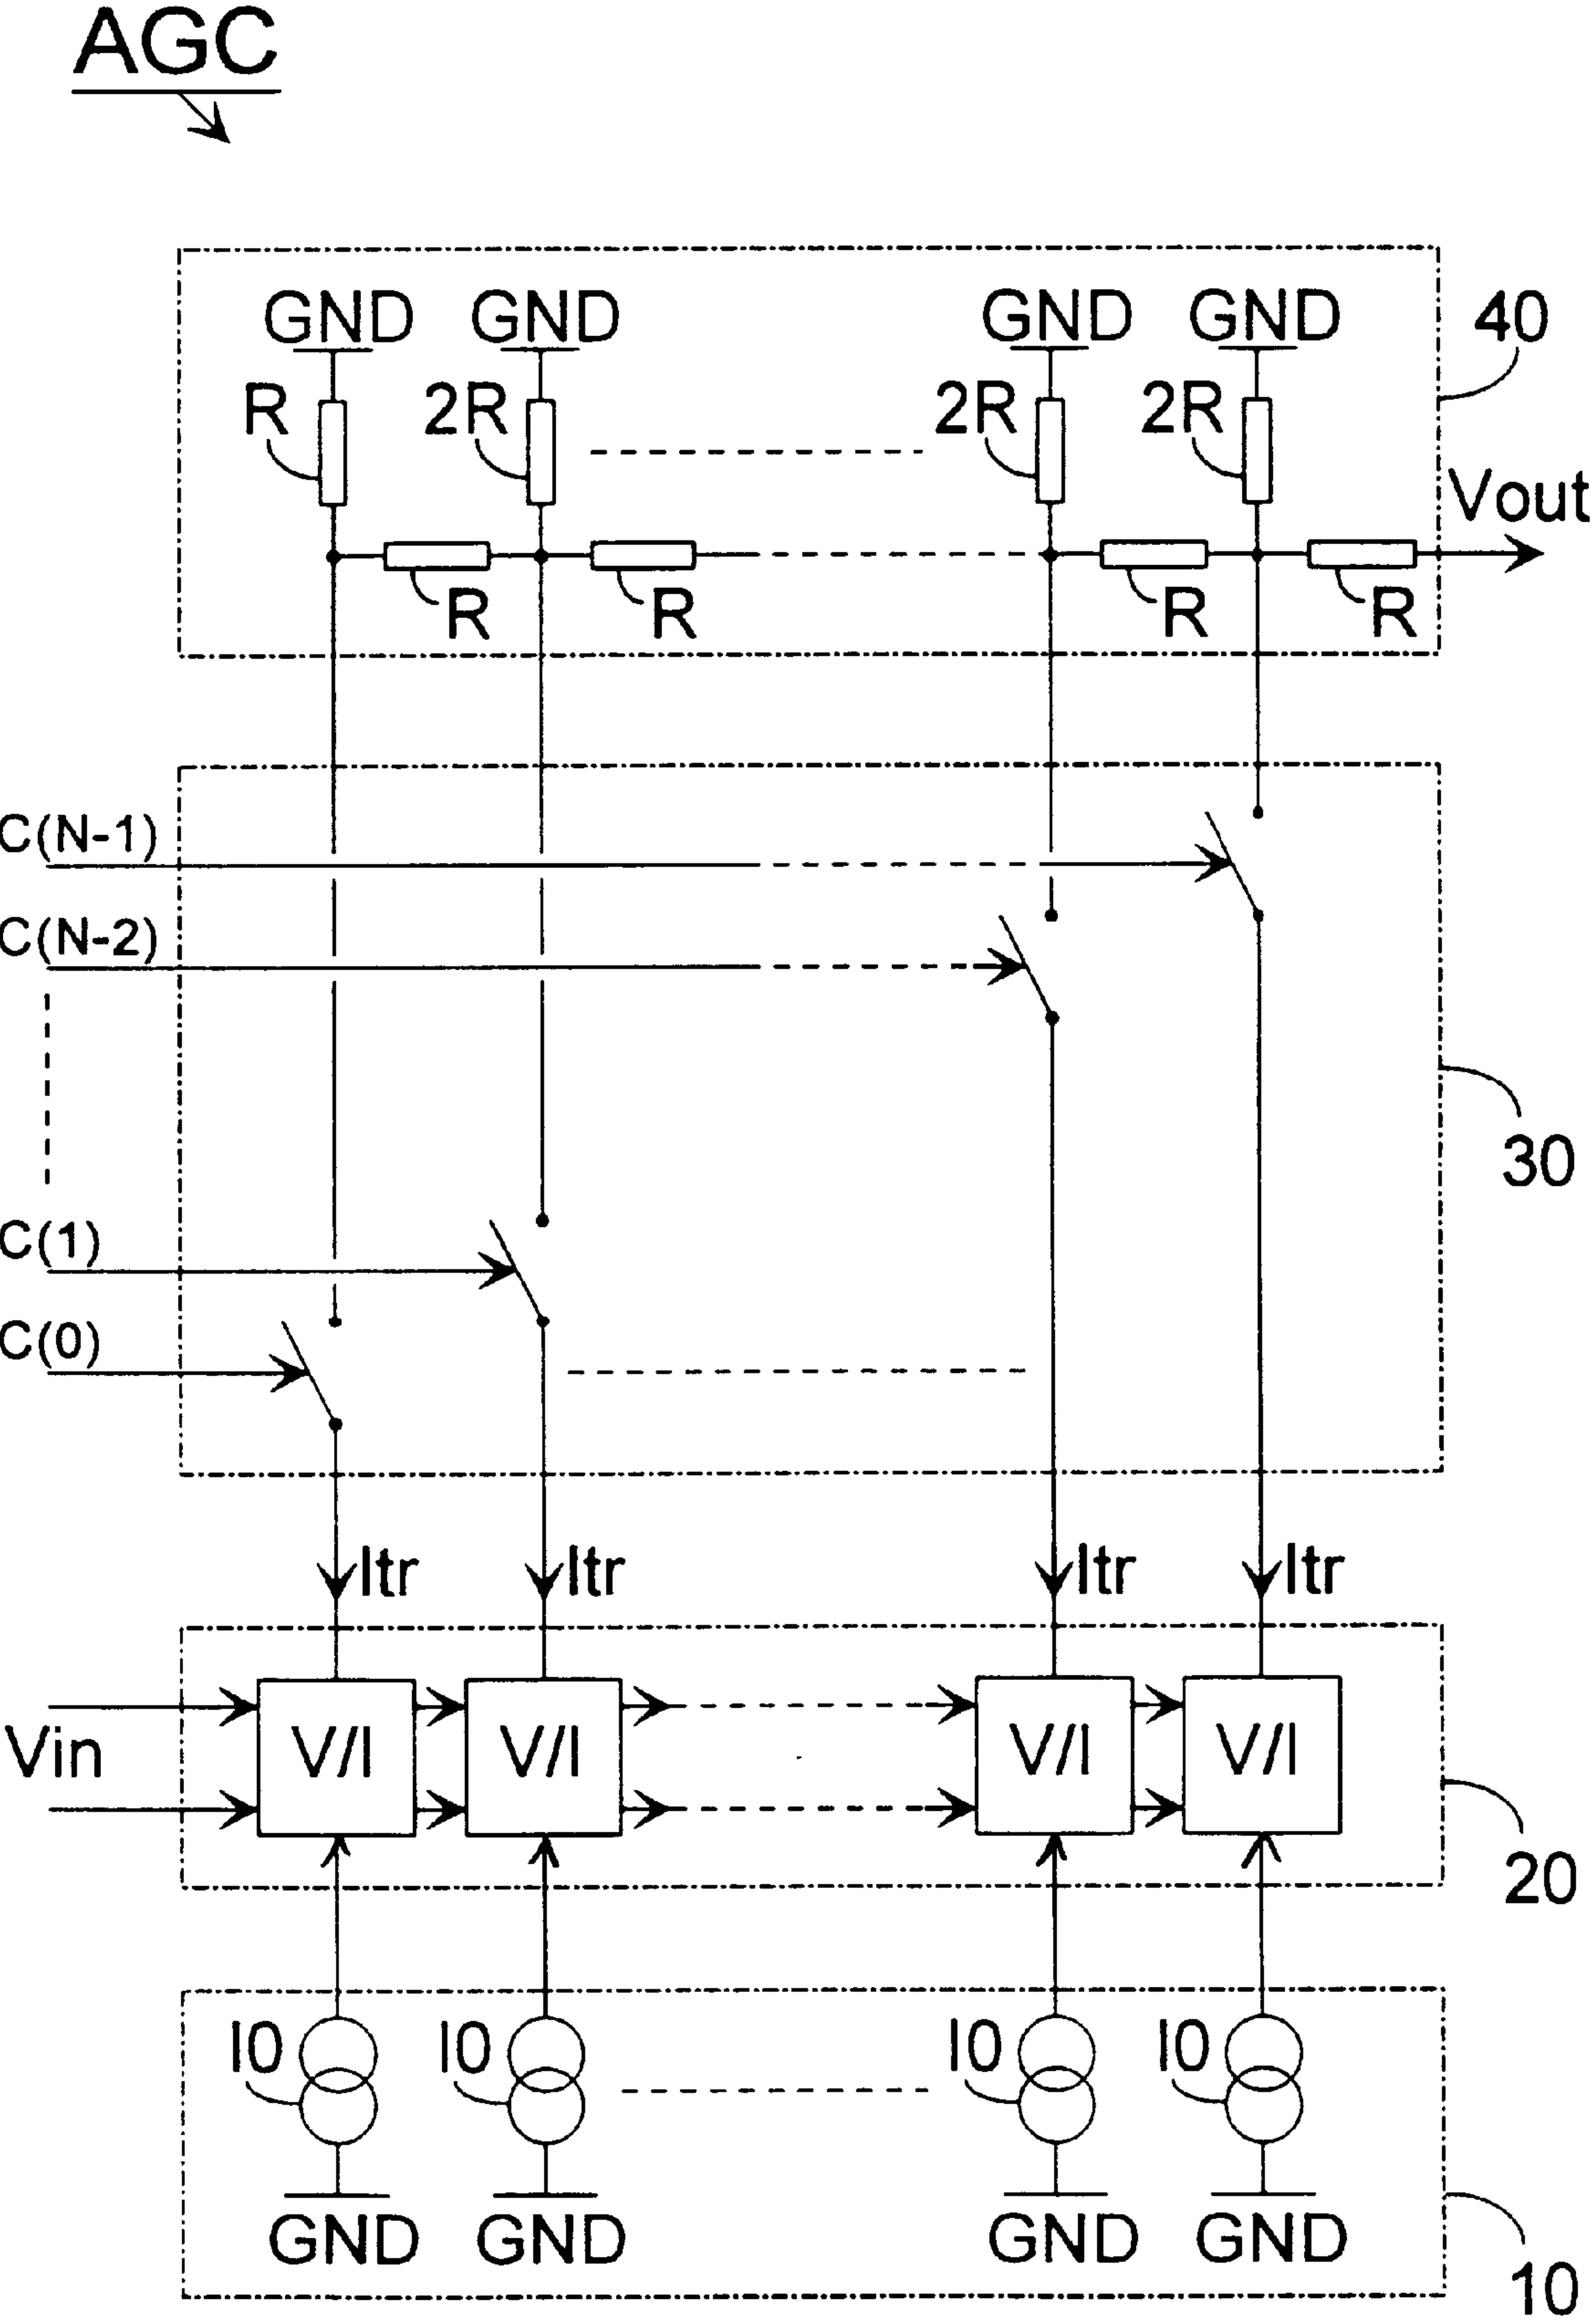 AGC
GND GND GND GND 40
R 2R 2R 2R
Vout
R R R R
C(N-1)
C(N-2)
30
C(1)
C(0)
Itr Itr Itr Itr
Vin V/I V/I V/I V/I
20
I0 I0 I0 I0
GND GND GND GND
10